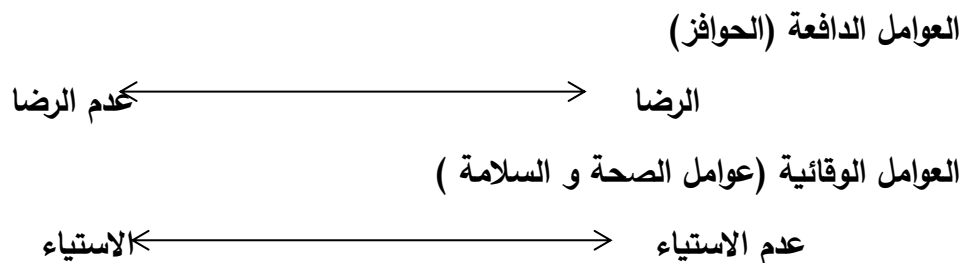 العوامل الدافعة (الحوافز)
الرضا عدم الرضا
العوامل الوقائية (عوامل الصحة و السلامة )
عدم الاستياء الاستياء